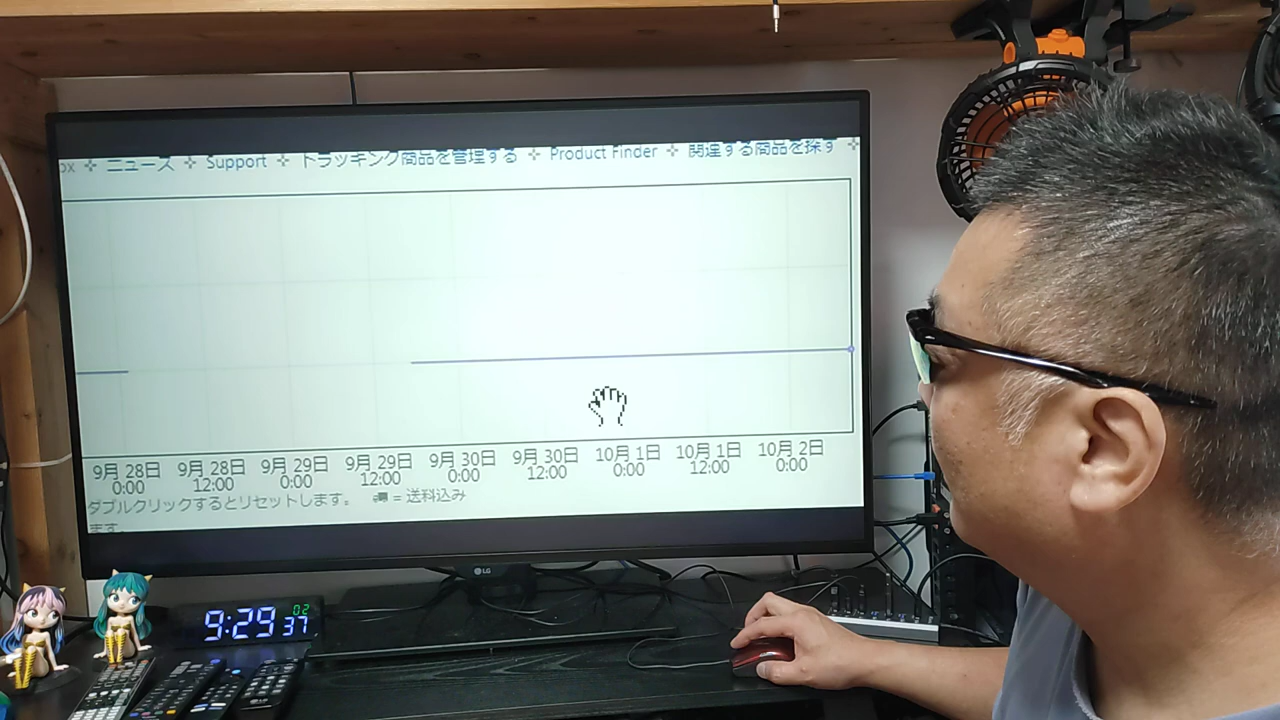 ox ✧ ニュース ✧ Support ✧ トラッキング商品を管理する ✧ Product Finder ✧ 関連する商品を探す ✧
9月 28日 9月 28日 9月 29日 9月 29日 9月 30日 9月 30日 10月 1日 10月 1日 10月 2日
0:00 12:00 0:00 12:00 0:00 12:00 0:00 12:00 0:00
ダブルクリックするとリセットします。 = 送料込み
ます。
LG
9:29 37 02